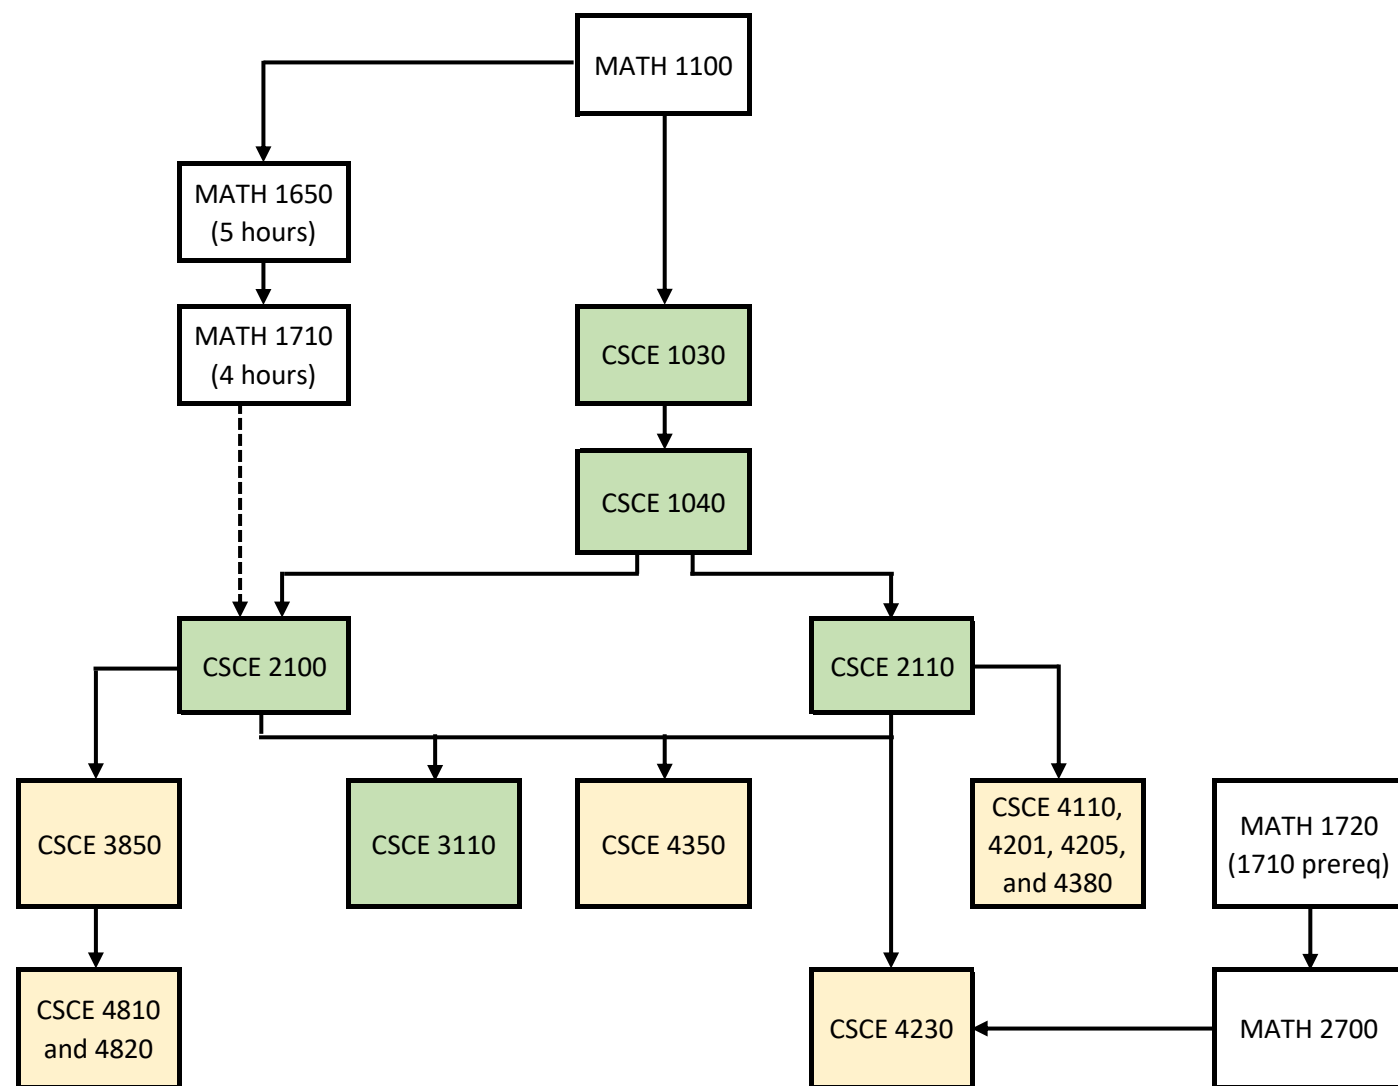 MATH 1100
MATH 1650
(5 hours)
MATH 1710
(4 hours)
CSCE 1030
CSCE 1040
CSCE 2100
CSCE 2110
CSCE 3850
CSCE 3110
CSCE 4350
CSCE 4110,
4201, 4205,
and 4380
MATH 1720
(1710 prereq)
CSCE 4810
and 4820
CSCE 4230
MATH 2700